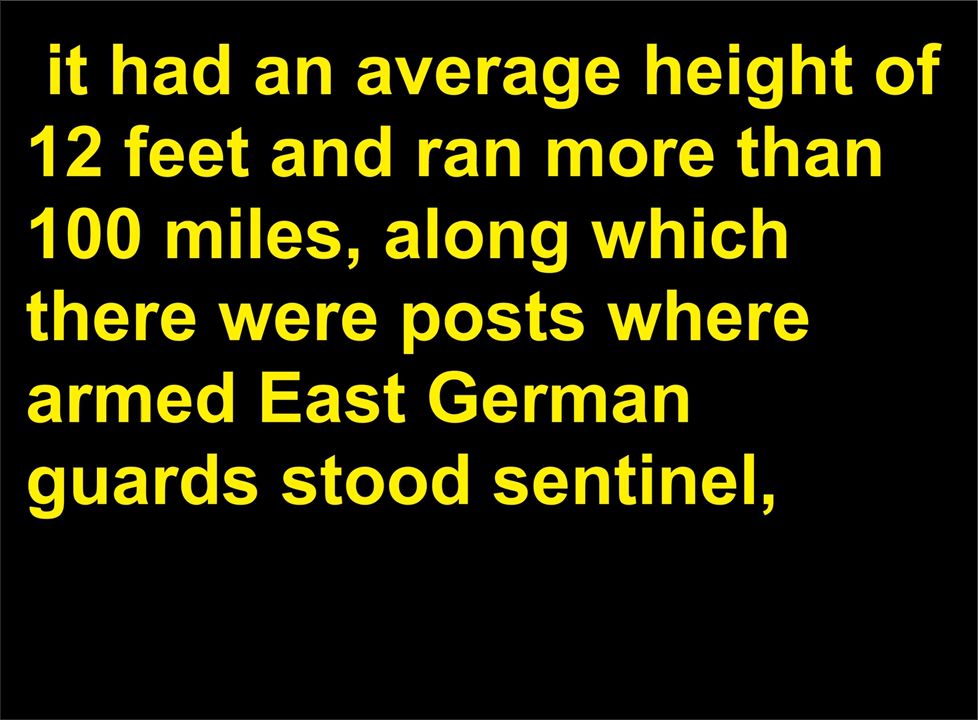 it had an average height of
12 feet and ran more than
100 miles, along which
there were posts where
armed East German
guards stood sentinel,